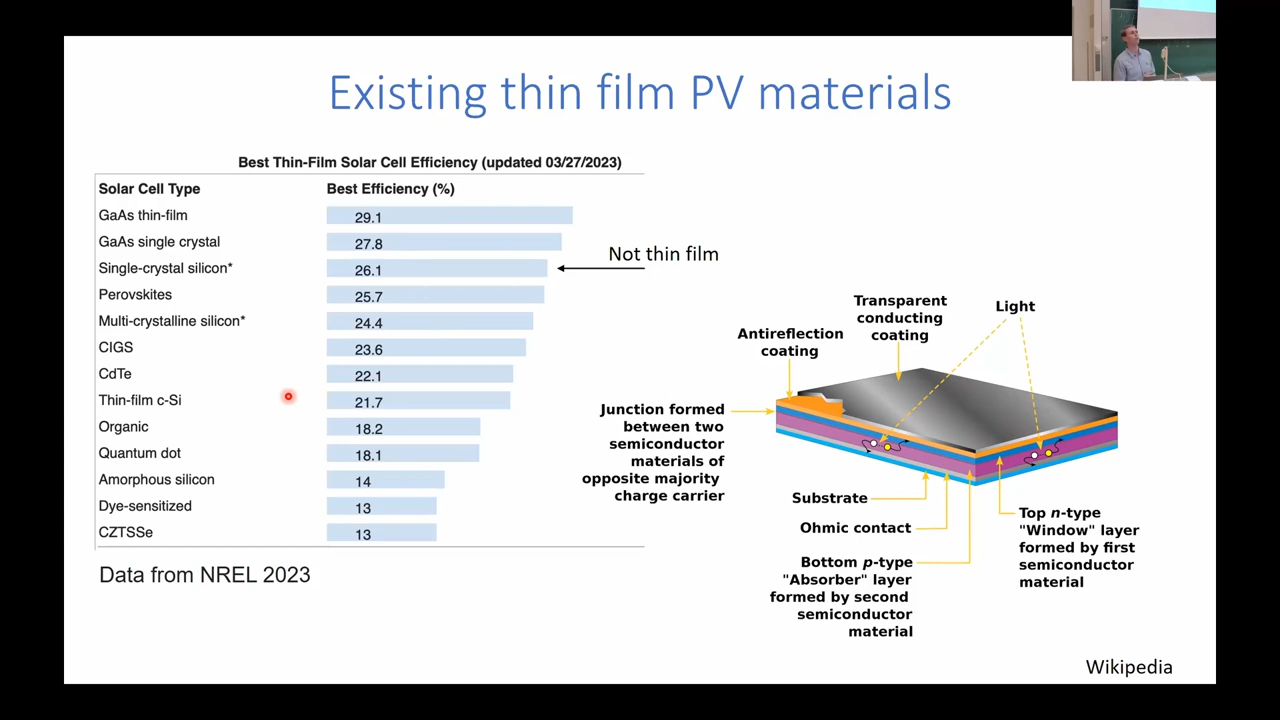 Existing thin film PV materials
Best Thin-Film Solar Cell Efficiency (updated 03/27/2023)
Solar Cell Type Best Efficiency (%)
GaAs thin-film 29.1
GaAs single crystal 27.8
Single-crystal silicon* 26.1
Perovskites 25.7
Multi-crystalline silicon* 24.4
CIGS 23.6
CdTe 22.1
Thin-film c-Si 21.7
Organic 18.2
Quantum dot 18.1
Amorphous silicon 14
Dye-sensitized 13
CZTSSe 13
Data from NREL 2023
Not thin film
Transparent
conducting
coating
Light
Antireflection
coating
Junction formed
between two
semiconductor
materials of
opposite majority
charge carrier
Substrate
Ohmic contact
Bottom p-type
"Absorber" layer
formed by second
semiconductor
material
Top n-type
"Window" layer
formed by first
semiconductor
material
Wikipedia